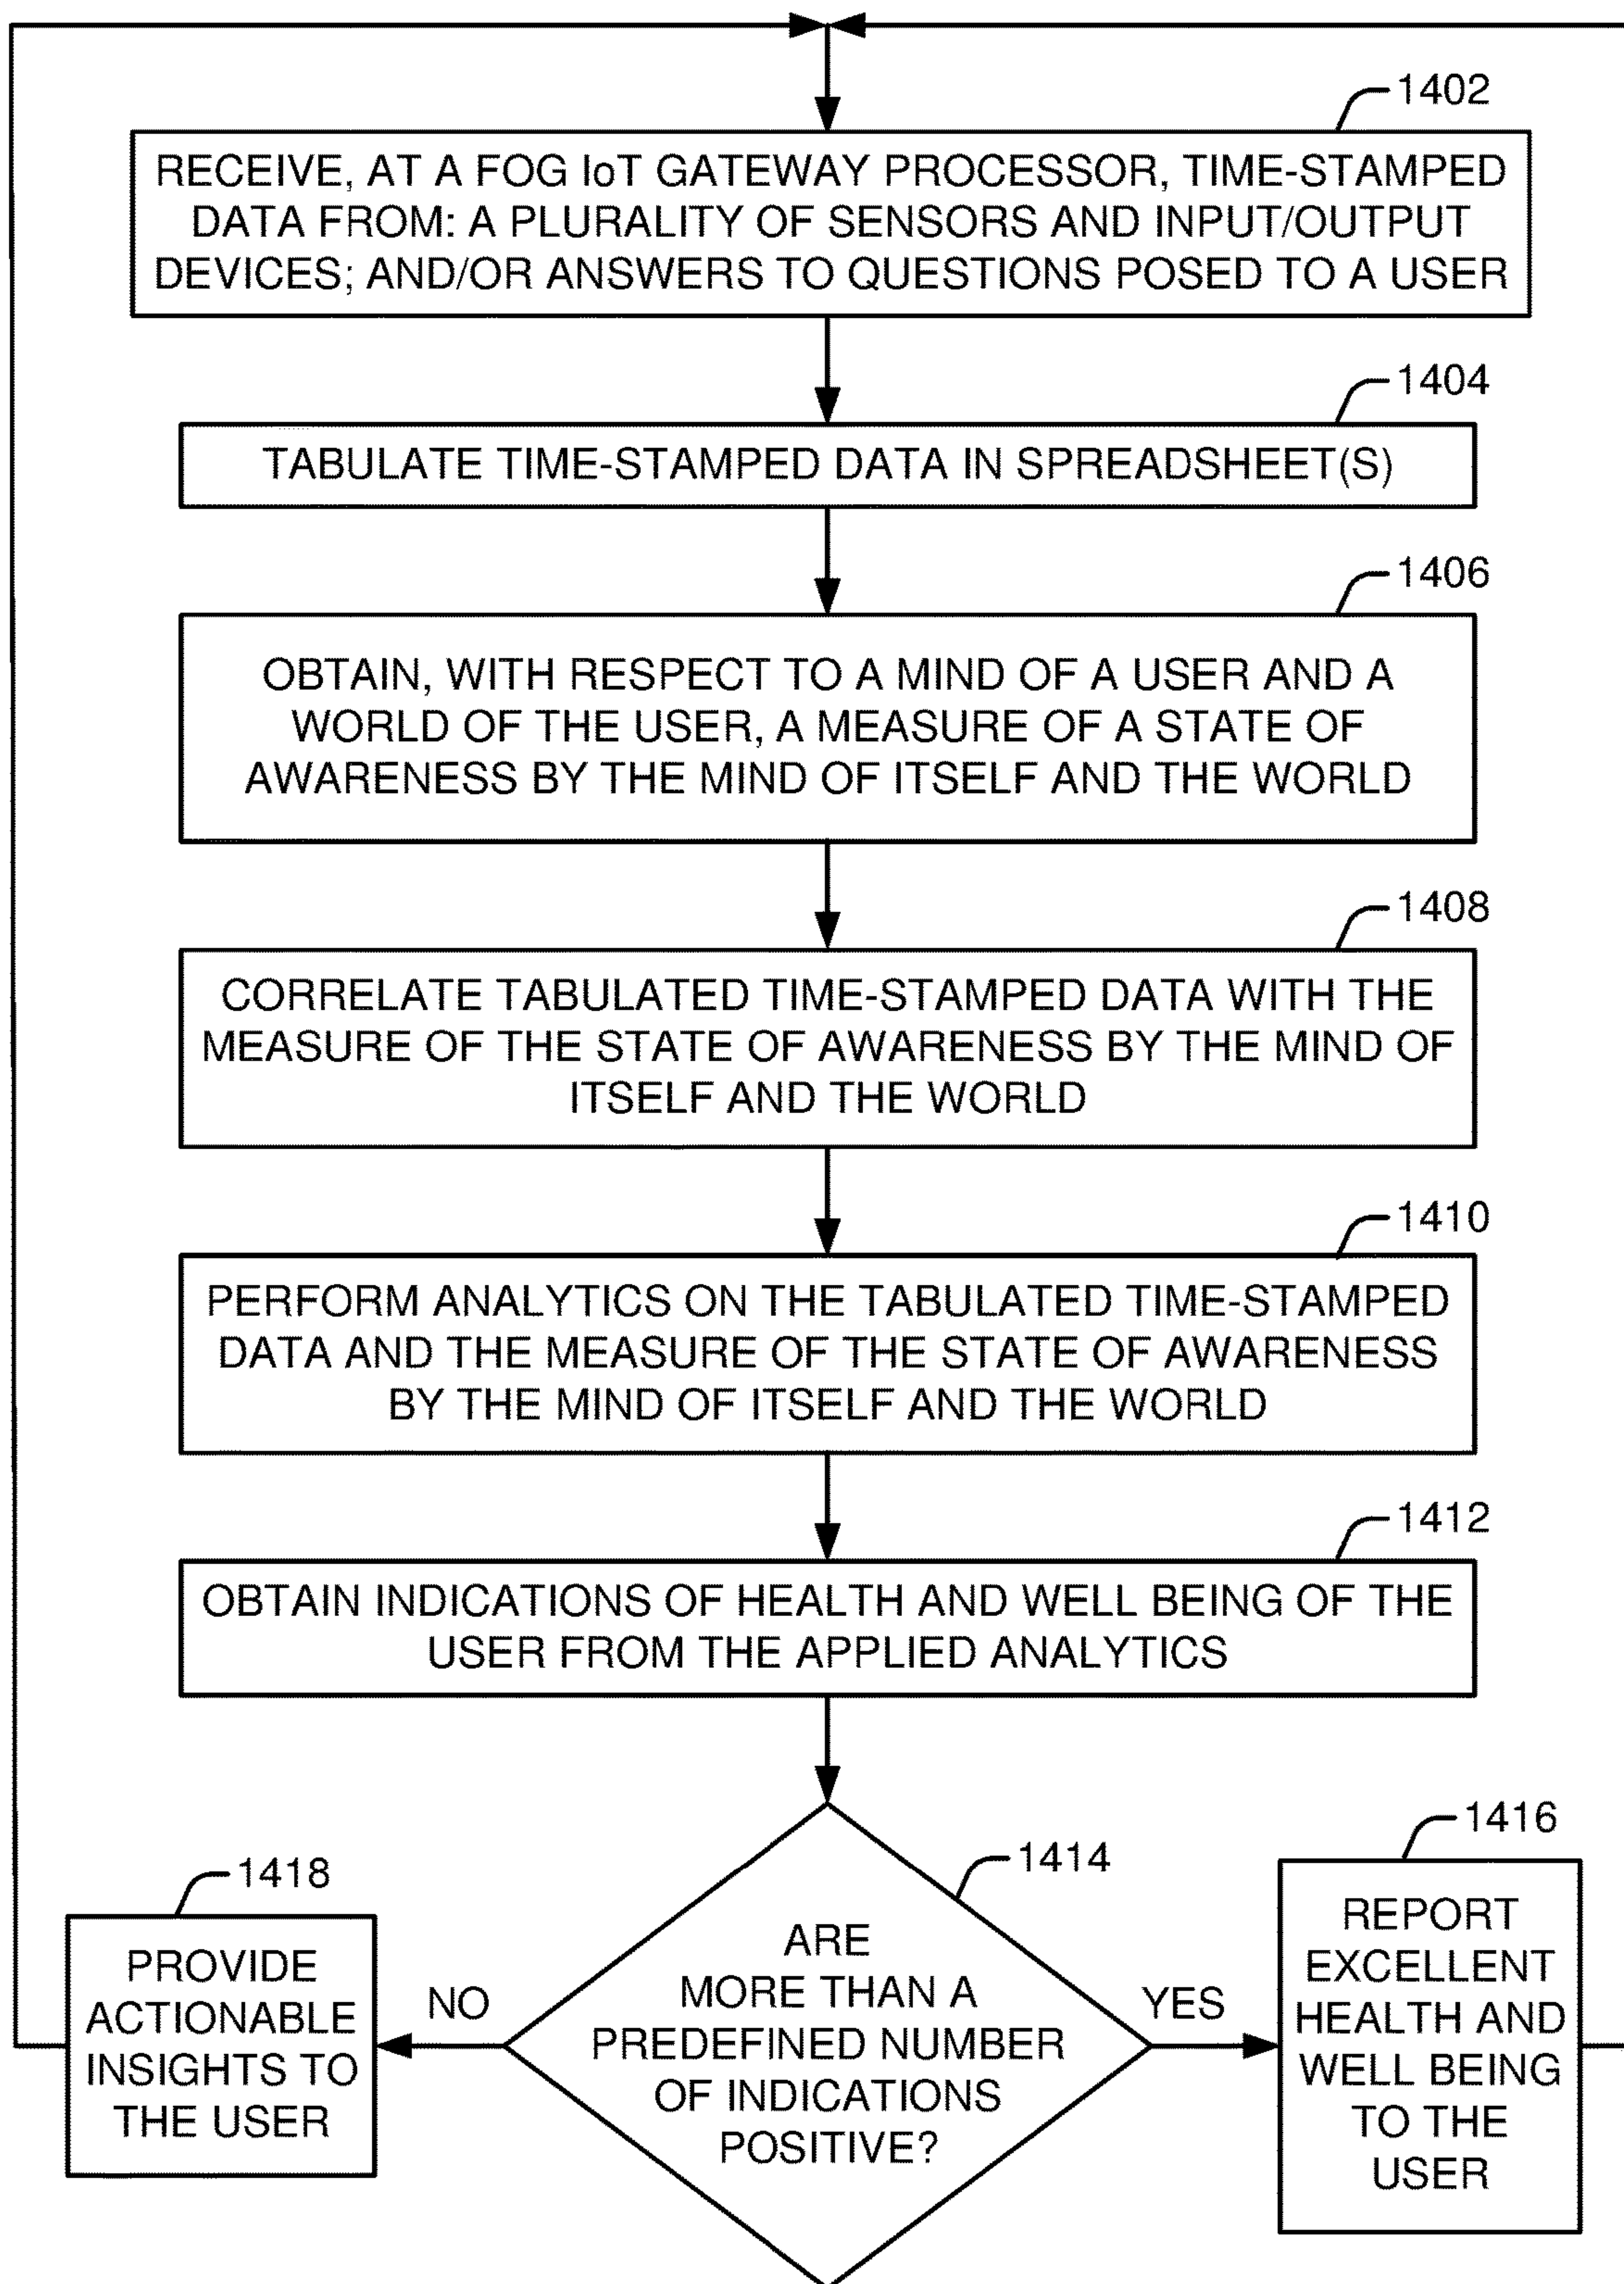 1402
RECEIVE, AT A FOG IoT GATEWAY PROCESSOR, TIME-STAMPED
DATA FROM: A PLURALITY OF SENSORS AND INPUT/OUTPUT
DEVICES; AND/OR ANSWERS TO QUESTIONS POSED TO A USER
1404
TABULATE TIME-STAMPED DATA IN SPREADSHEET(S)
1406
OBTAIN, WITH RESPECT TO A MIND OF A USER AND A
WORLD OF THE USER, A MEASURE OF A STATE OF
AWARENESS BY THE MIND OF ITSELF AND THE WORLD
1408
CORRELATE TABULATED TIME-STAMPED DATA WITH THE
MEASURE OF THE STATE OF AWARENESS BY THE MIND OF
ITSELF AND THE WORLD
1410
PERFORM ANALYTICS ON THE TABULATED TIME-STAMPED
DATA AND THE MEASURE OF THE STATE OF AWARENESS
BY THE MIND OF ITSELF AND THE WORLD
1412
OBTAIN INDICATIONS OF HEALTH AND WELL BEING OF THE
USER FROM THE APPLIED ANALYTICS
1414
ARE
MORE THAN A
PREDEFINED NUMBER
OF INDICATIONS
POSITIVE?
NO
YES
1418
PROVIDE
ACTIONABLE
INSIGHTS TO
THE USER
1416
REPORT
EXCELLENT
HEALTH AND
WELL BEING
TO THE
USER